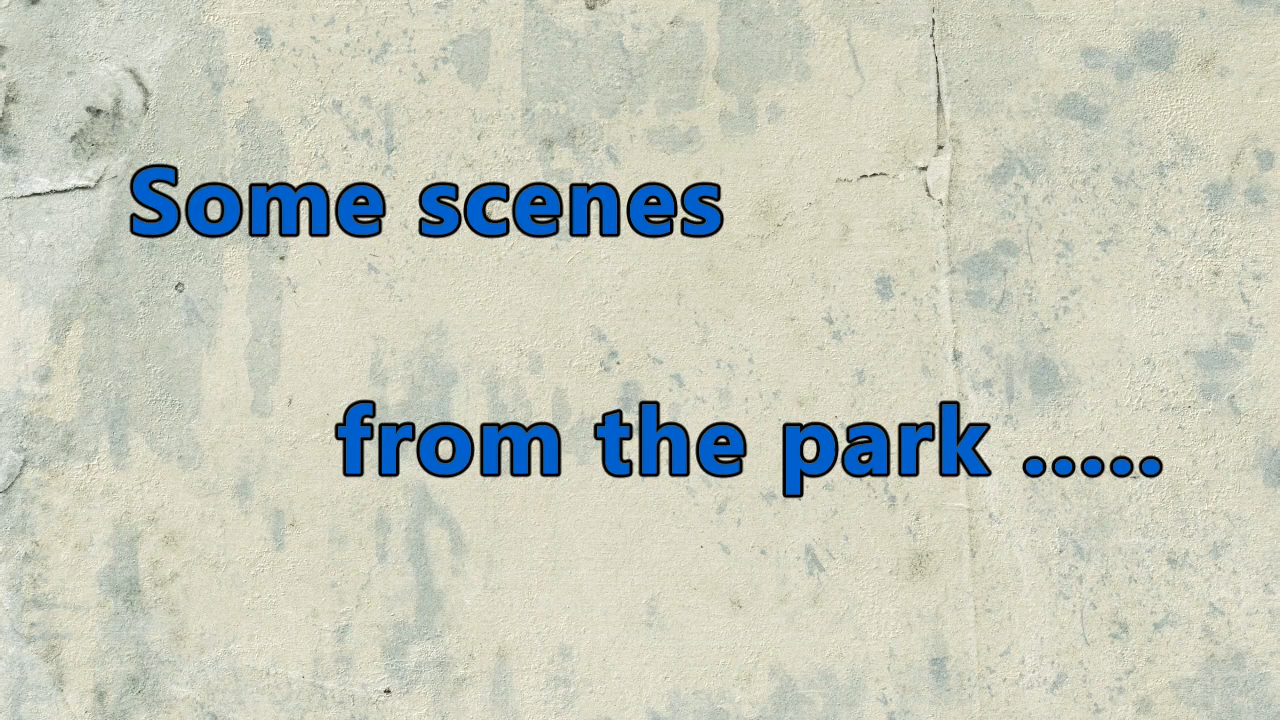 Some scenes
from the park .....